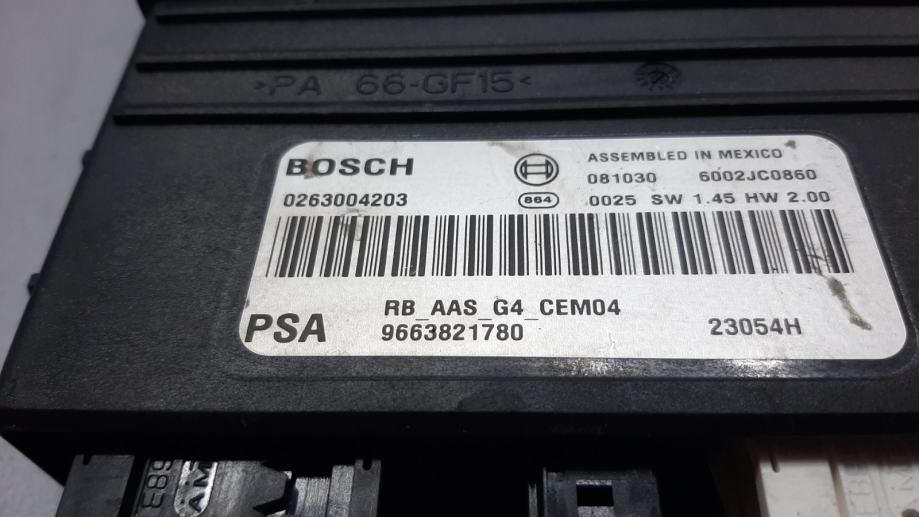 >PA 66-GF15<
BOSCH
ASSEMBLED IN MEXICO
081030 6002JC0860
0263004203
864
0025 SW 1.45 HW 2.00
RB_AAS_G4_CEM04
PSA
9663821780
23054H